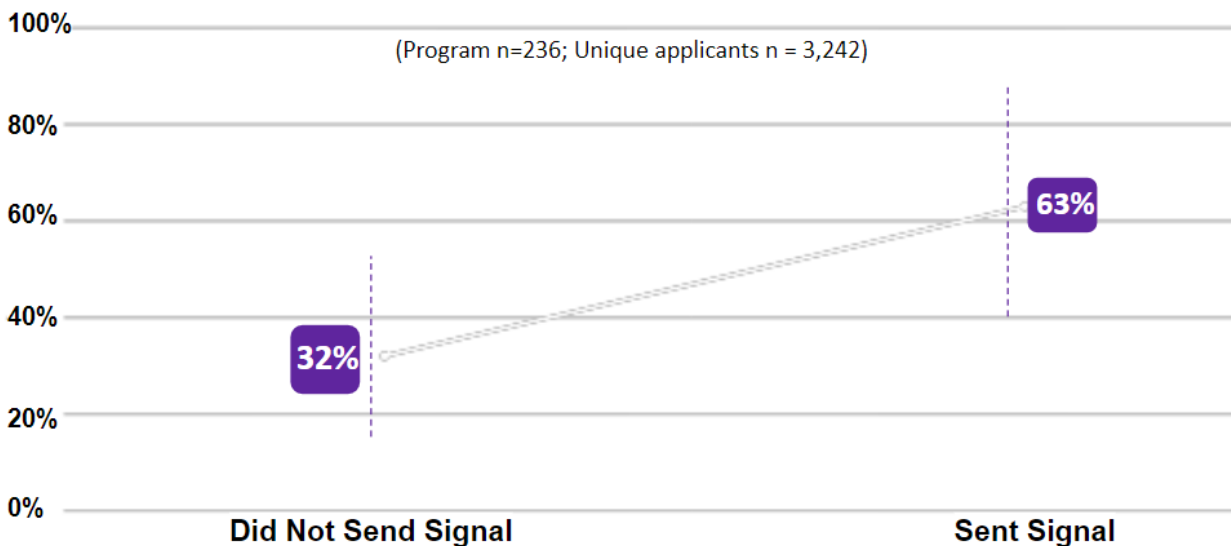 100%
(Program n=236; Unique applicants n = 3,242)
80%
60%
63%
40%
32%
20%
0%
Did Not Send Signal
Sent Signal